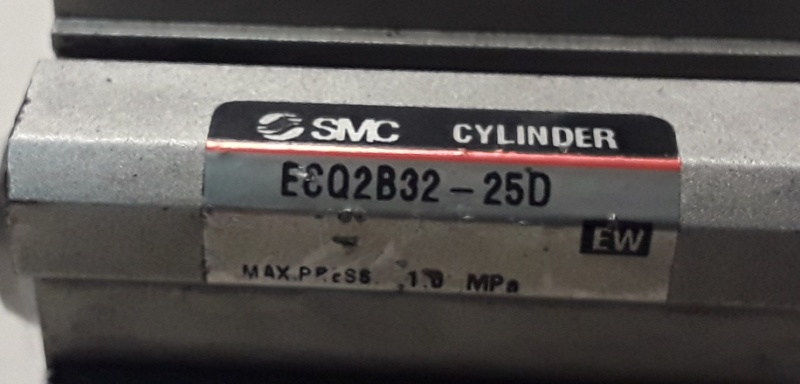 SMC CYLINDER
ECQ2B32-25D
EW
MAX.PRESS. 1.0 MPa